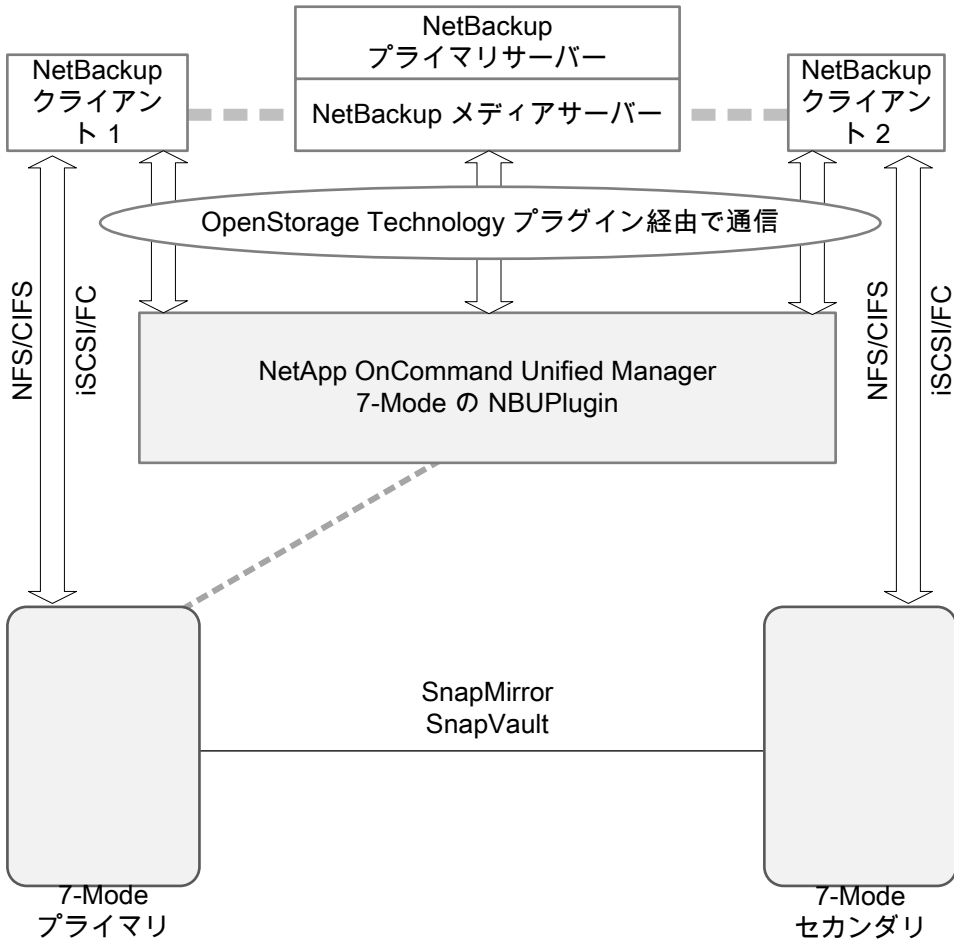 NetBackup
プライマリサーバー
NetBackup メディアサーバー
NetBackup
クライアン
ト 1
NetBackup
クライアン
ト 2
OpenStorage Technology プラグイン経由で通信
NFS/CIFS
iSCSI/FC
NetApp OnCommand Unified Manager
7-Mode の NBUPlugin
NFS/CIFS
iSCSI/FC
SnapMirror
SnapVault
7-Mode
プライマリ
7-Mode
セカンダリ